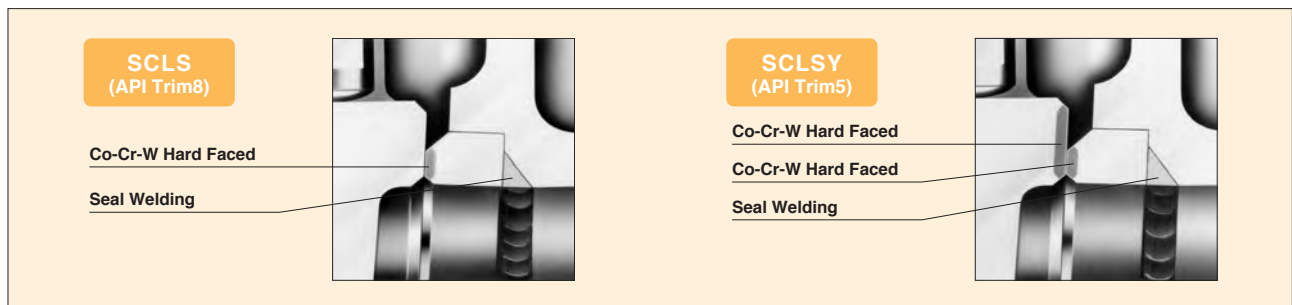 SCLS
(API Trim8)
Co-Cr-W Hard Faced
Seal Welding
SCLSY
(API Trim5)
Co-Cr-W Hard Faced
Co-Cr-W Hard Faced
Seal Welding